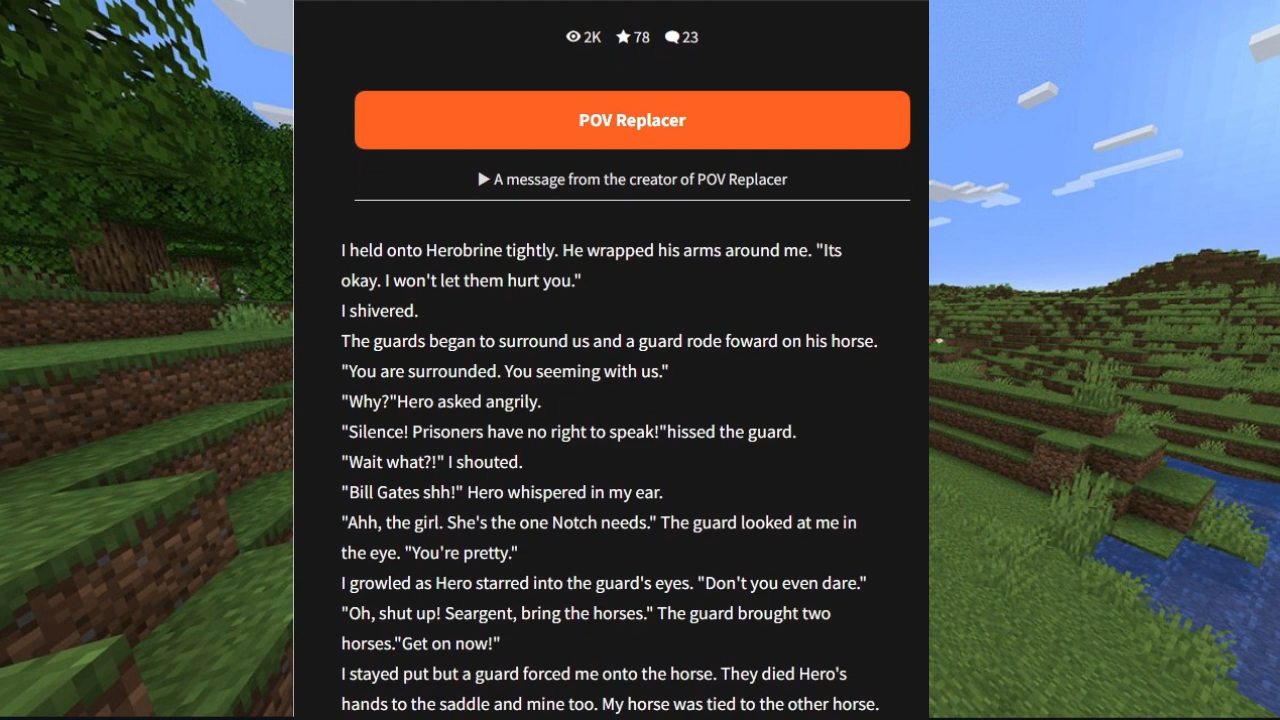 2K 78 23
POV Replacer
▶ A message from the creator of POV Replacer
I held onto Herobrine tightly. He wrapped his arms around me. "Its
okay. I won't let them hurt you."
I shivered.
The guards began to surround us and a guard rode foward on his horse.
"You are surrounded. You seeming with us."
"Why?"Hero asked angrily.
"Silence! Prisoners have no right to speak!"hissed the guard.
"Wait what?!" I shouted.
"Bill Gates shh!" Hero whispered in my ear.
"Ahh, the girl. She's the one Notch needs." The guard looked at me in
the eye. "You're pretty."
I growled as Hero starred into the guard's eyes. "Don't you even dare."
"Oh, shut up! Seargent, bring the horses." The guard brought two
horses."Get on now!"
I stayed put but a guard forced me onto the horse. They died Hero's
hands to the saddle and mine too. My horse was tied to the other horse.